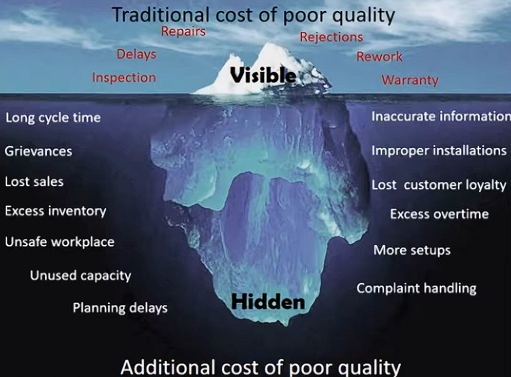 Traditional cost of poor quality
Repairs
Rejections
Delays
Rework
Inspection
Visible
Warranty
Long cycle time
Inaccurate information
Grievances
Improper installations
Lost sales
Lost customer loyalty
Excess inventory
Excess overtime
Unsafe workplace
More setups
Unused capacity
Complaint handling
Planning delays
Hidden
Additional cost of poor quality